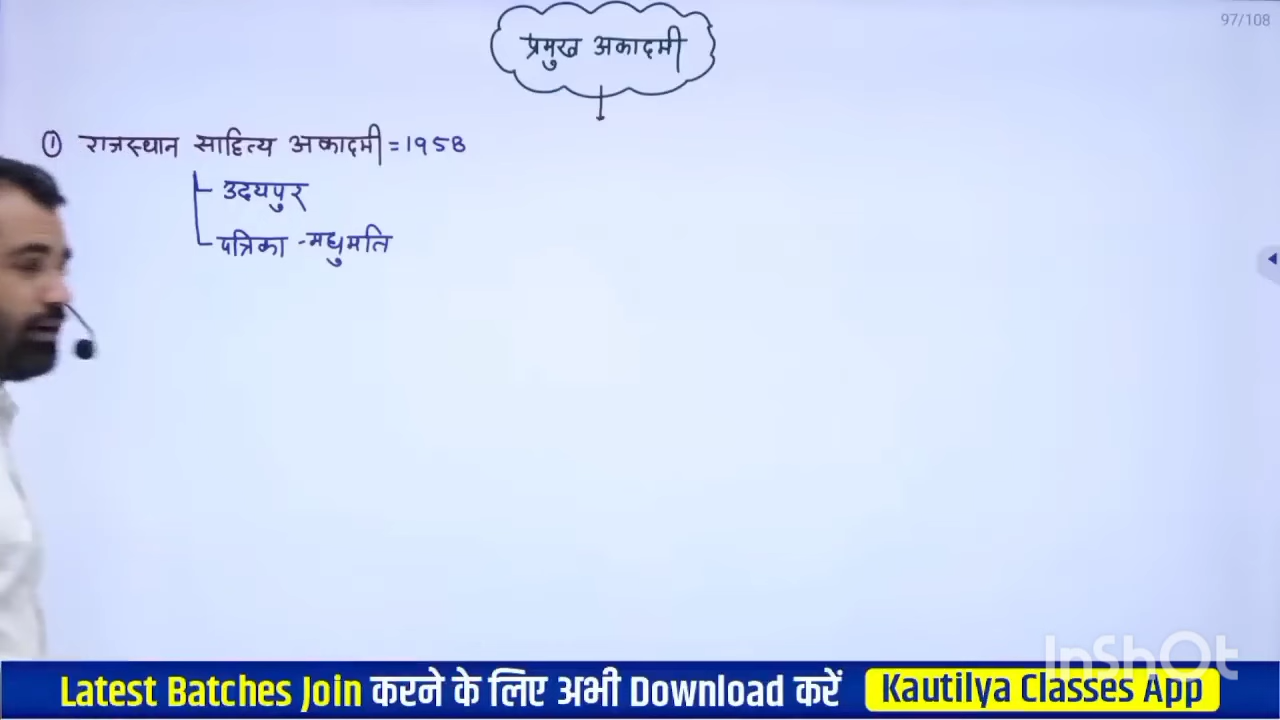 97/108
प्रमुख अकादमी
① राजस्थान साहित्य अकादमी = 1958
उदयपुर
पत्रिका - मधुमति
InShOt
Latest Batches Join करने के लिए अभी Download करें Kautilya Classes App